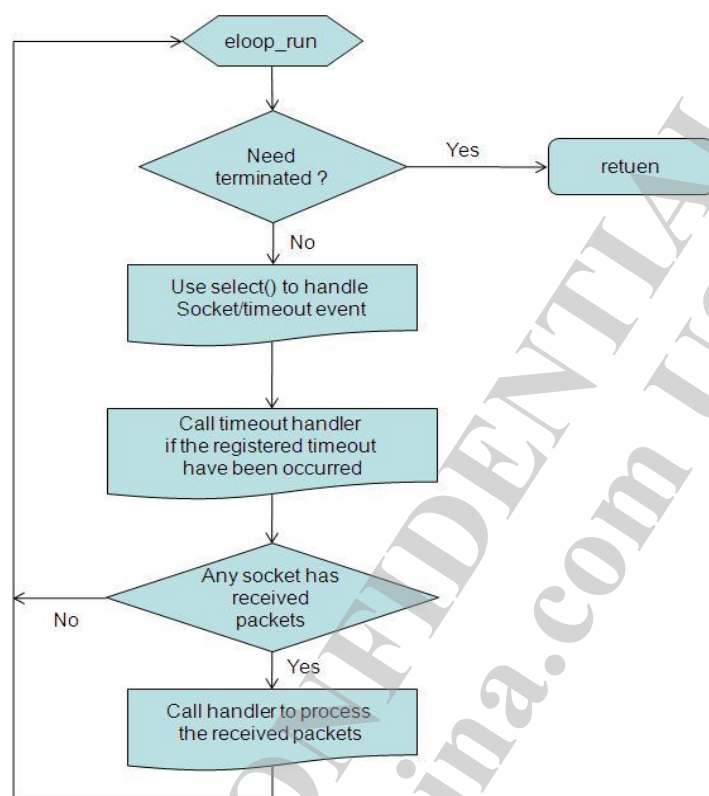 eloop_run
Need
terminated ?
Yes
retuen
No
Use select() to handle
Socket/timeout event
Call timeout handler
if the registered timeout
have been occurred
Any socket has
received
packets
No
Yes
Call handler to process
the received packets